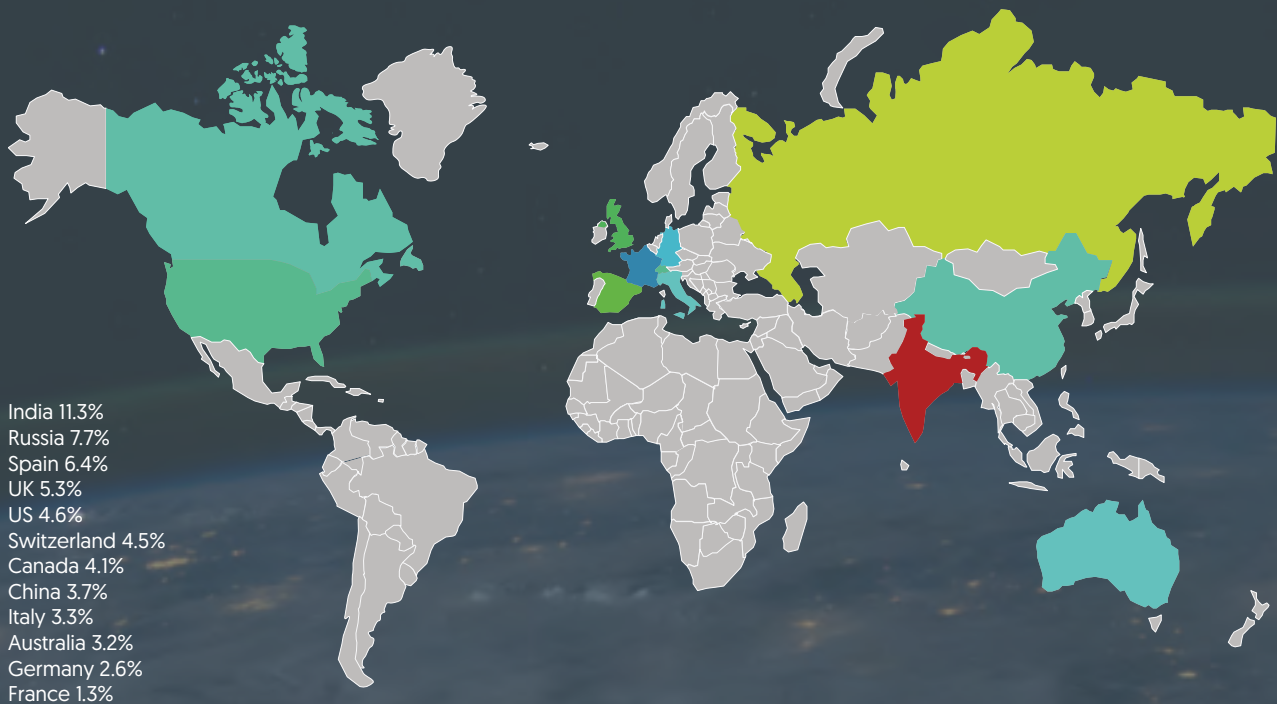 India 11.3%
Russia 7.7%
Spain 6.4%
UK 5.3%
US 4.6%
Switzerland 4.5%
Canada 4.1%
China 3.7%
Italy 3.3%
Australia 3.2%
Germany 2.6%
France 1.3%